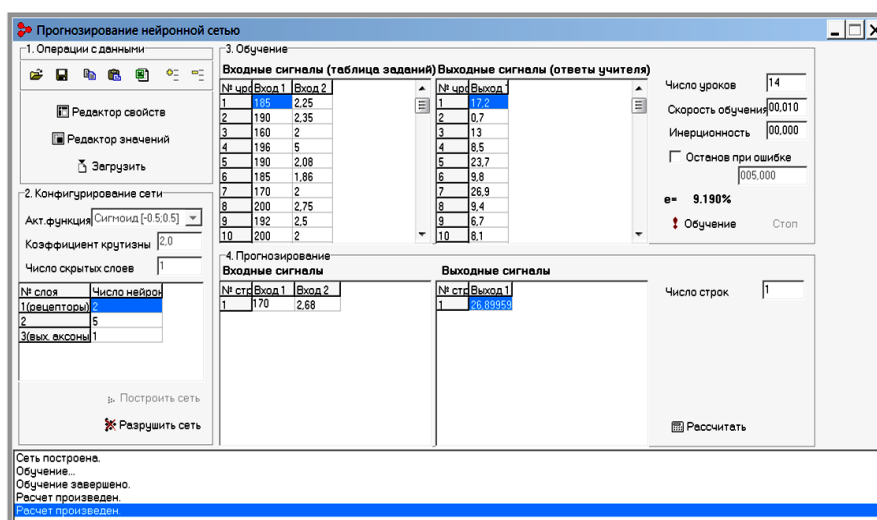 Прогнозирование нейронной сетью
1. Операции с данными
Редактор свойств
Редактор значений
Загрузить
2. Конфигурирование сети
Акт.функция Сигмоид [-0.5;0.5]
Коэффициент крутизны 2,0
Число скрытых слоев 1
№ слоя Число нейрон
1(рецепторы) 2
2 5
3(вых. аксоны 1
Построить сеть
Разрушить сеть
3. Обучение
Входные сигналы (таблица заданий) Выходные сигналы (ответы учителя)
№ уро Вход 1 Вход 2
1 185 2,25
2 190 2,35
3 160 2
4 196 5
5 190 2,08
6 185 1,86
7 170 2
8 200 2,75
9 192 2,5
10 200 2
№ уро Выход 1
1 17,2
2 0,7
3 13
4 8,5
5 23,7
6 9,8
7 26,9
8 9,4
9 6,7
10 8,1
Число уроков 14
Скорость обучения 00,010
Инерционность 00,000
Останов при ошибке
005,000
e= 9.190%
Обучение Стоп
4. Прогнозирование
Входные сигналы
№ стр Вход 1 Вход 2
1 170 2,68
Выходные сигналы
№ стр Выход 1
1 26,89959
Число строк 1
Рассчитать
Сеть построена.
Обучение...
Обучение завершено.
Расчет произведен.
Расчет произведен.